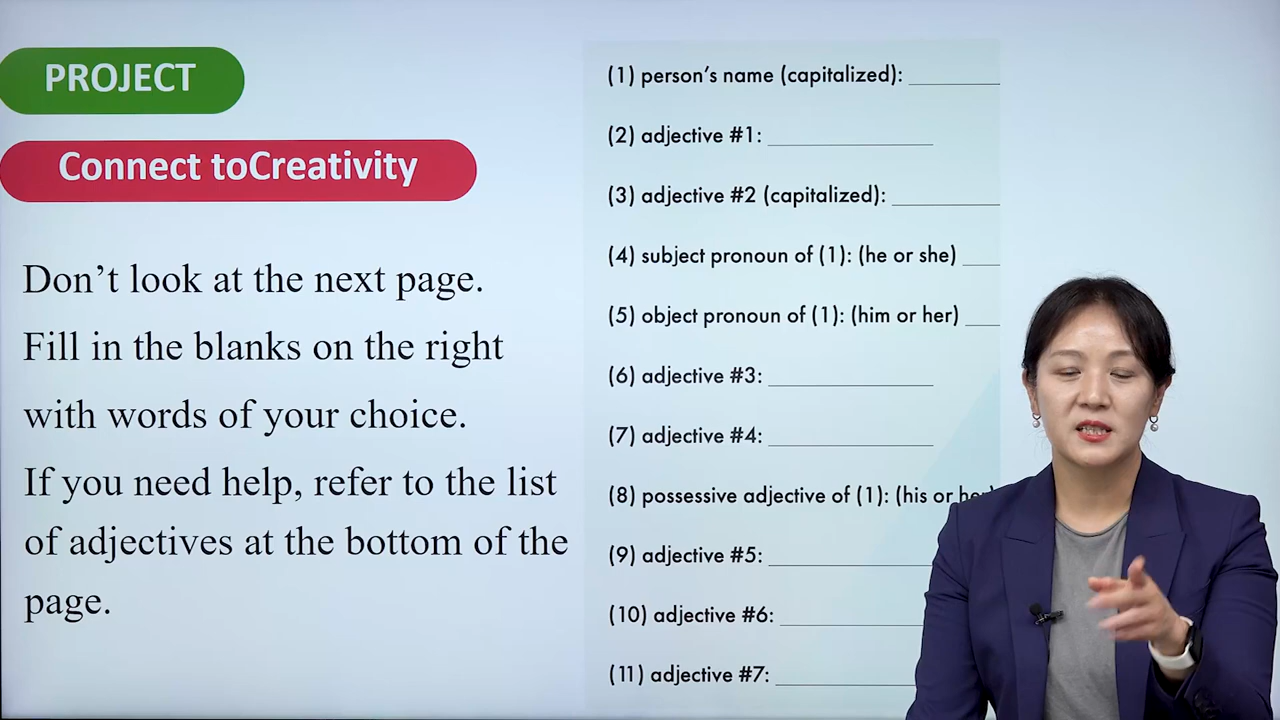 PROJECT
Connect toCreativity
Don’t look at the next page.
Fill in the blanks on the right
with words of your choice.
If you need help, refer to the list
of adjectives at the bottom of the
page.
(1) person’s name (capitalized):
(2) adjective #1:
(3) adjective #2 (capitalized):
(4) subject pronoun of (1): (he or she)
(5) object pronoun of (1): (him or her)
(6) adjective #3:
(7) adjective #4:
(8) possessive adjective of (1): (his or her)
(9) adjective #5:
(10) adjective #6:
(11) adjective #7: